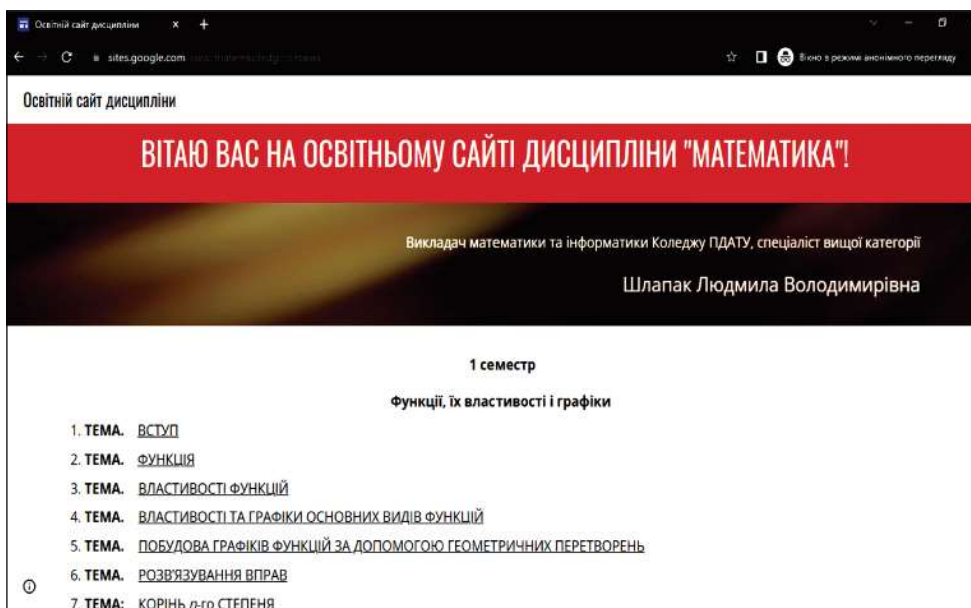 Освітній сайт дисципліни
sites.google.com
Вікно в режимі анонімного перегляду
Освітній сайт дисципліни
ВІТАЮ ВАС НА ОСВІТНЬОМУ САЙТІ ДИСЦИПЛІНИ "МАТЕМАТИКА"!
Викладач математики та інформатики Коледжу ПДАТУ, спеціаліст вищої категорії
Шлапак Людмила Володимирівна
1 семестр
Функції, їх властивості і графіки
1. ТЕМА. ВСТУП
2. ТЕМА. ФУНКЦІЯ
3. ТЕМА. ВЛАСТИВОСТІ ФУНКЦІЙ
4. ТЕМА. ВЛАСТИВОСТІ ТА ГРАФІКИ ОСНОВНИХ ВИДІВ ФУНКЦІЙ
5. ТЕМА. ПОБУДОВА ГРАФІКІВ ФУНКЦІЙ ЗА ДОПОМОГОЮ ГЕОМЕТРИЧНИХ ПЕРЕТВОРЕНЬ
6. ТЕМА. РОЗВ'ЯЗУВАННЯ ВПРАВ
7. ТЕМА: КОРІНЬ n-го СТЕПЕНЯ